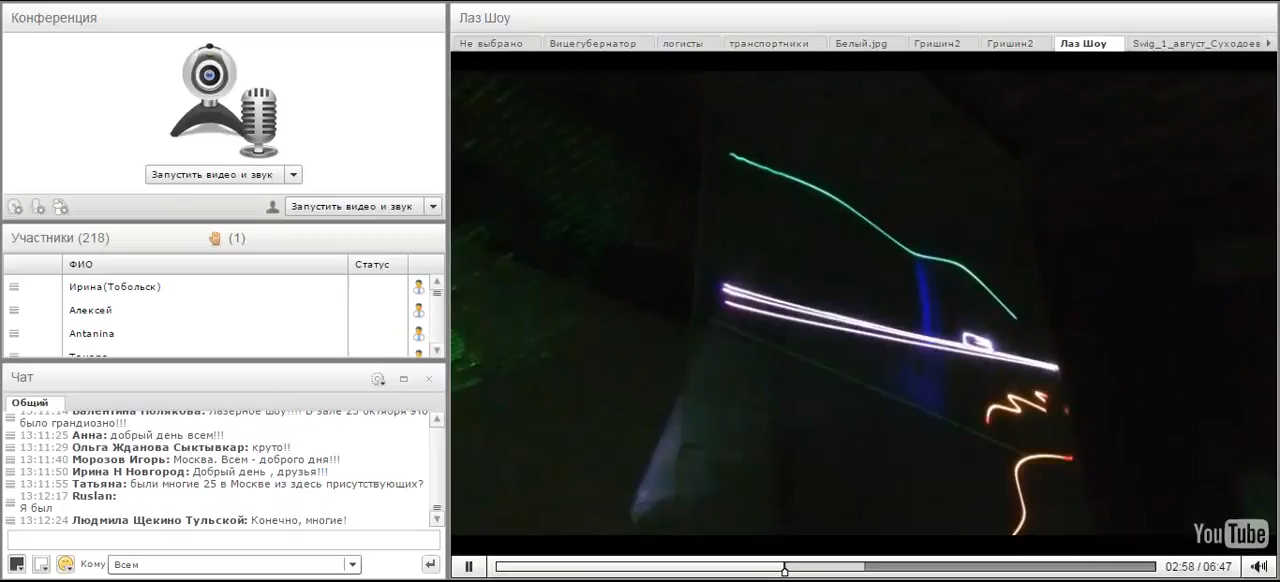 Конференция
Запустить видео и звук
Запустить видео и звук
Участники (218) (1)
ФИО Статус
Ирина(Тобольск)
Алексей
Antanina
Чат
Общий
13:11:14 Валентина Полякова: Лазерное шоу!!!! В зале 25 октября это
было грандиозно!!!
13:11:25 Анна: добрый день всем!!!
13:11:29 Ольга Жданова Сыктывкар: круто!!
13:11:40 Морозов Игорь: Москва. Всем - доброго дня!!!
13:11:50 Ирина Н Новгород: Добрый день , друзья!!!
13:11:55 Татьяна: были многие 25 в Москве из здесь присутствующих?
13:12:17 Ruslan:
Я был
13:12:24 Людмила Щекино Тульской: Конечно, многие!
Кому Всем
Лаз Шоу
Не выбрано Вицегубернатор логисты транспортники Белый.jpg Гришин2 Гришин2 Лаз Шоу Swig_1_август_Суходоев
YouTube
02:58 / 06:47